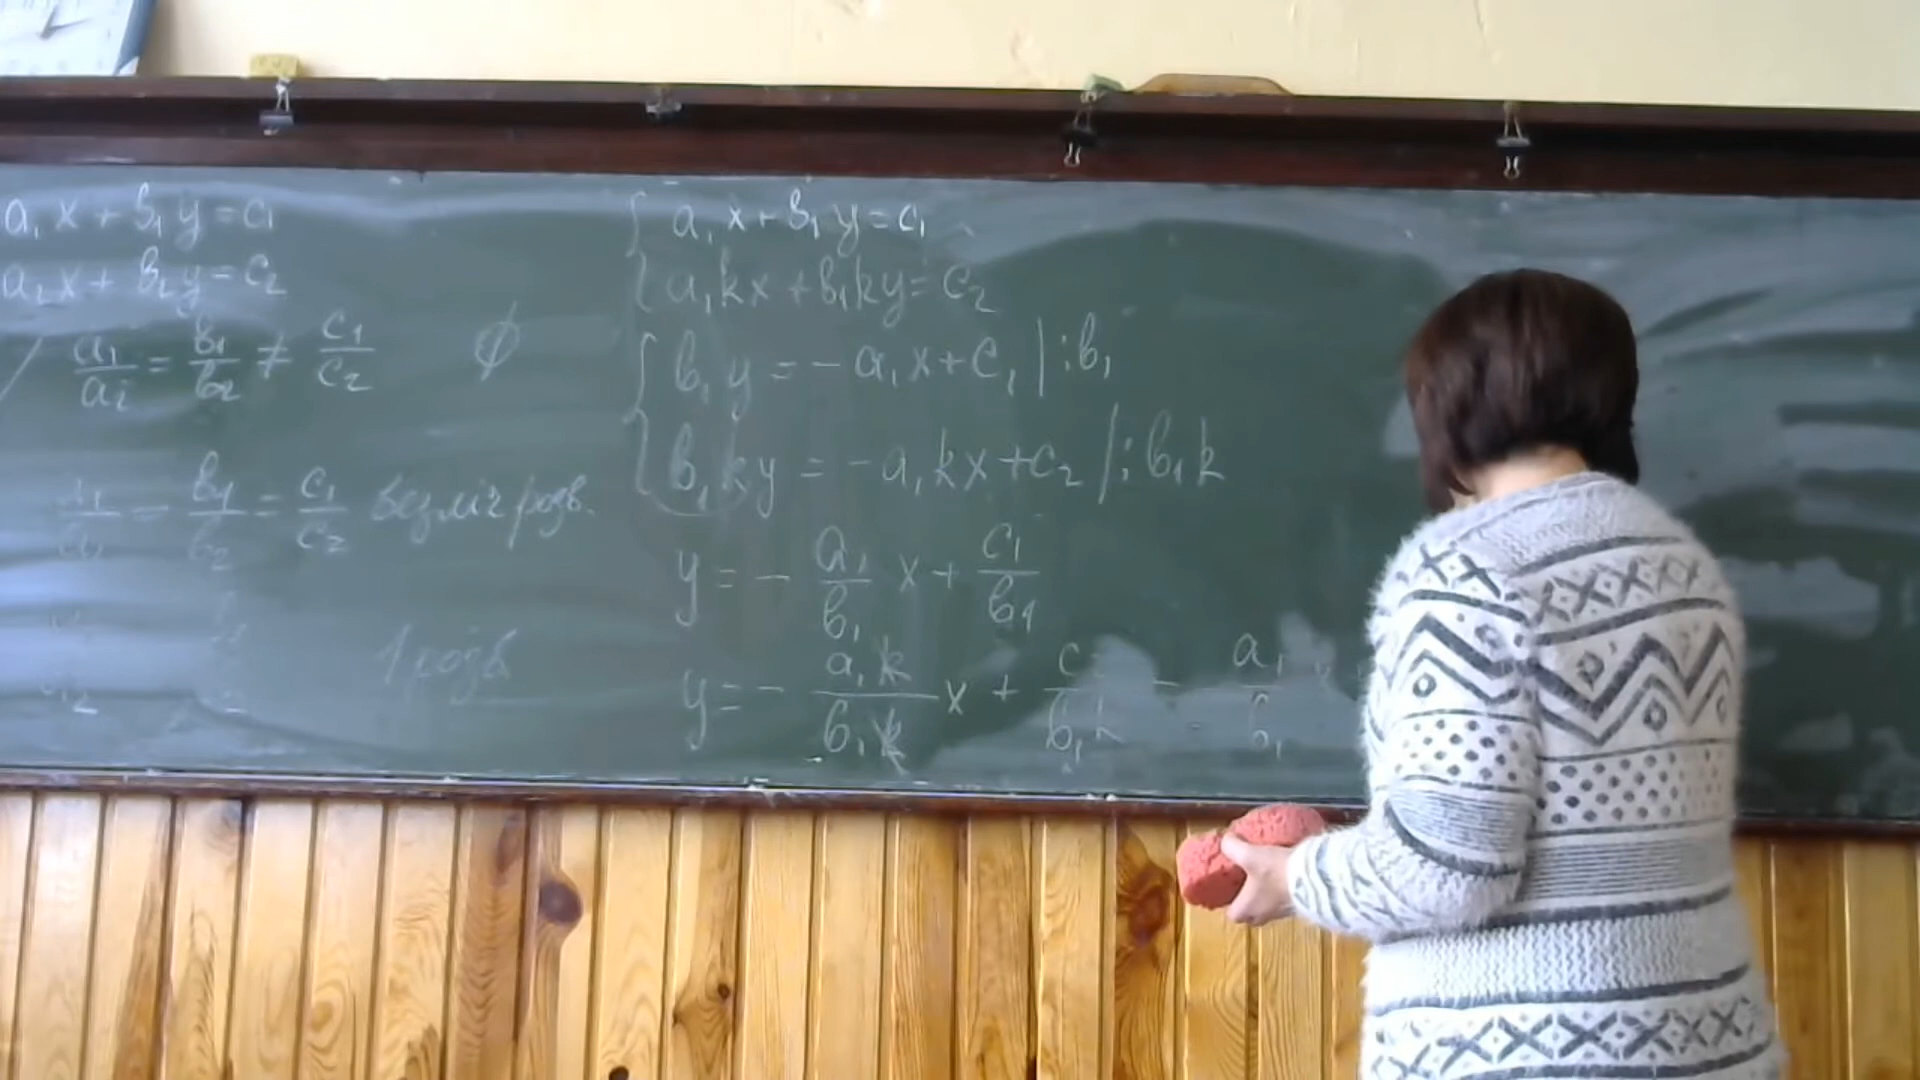 a₁x + b₁y = c₁
a₂x + b₂y = c₂
a₁/a₂ = b₁/b₂ ≠ c₁/c₂ ∅
a₁/a₂ = b₁/b₂ = c₁/c₂ безліч розв.
1 розв
{ a₁x + b₁y = c₁
{ a₁kx + b₁ky = c₂
{ b₁y = -a₁x + c₁ |:b₁
{ b₁ky = -a₁kx + c₂ |:b₁k
y = - a₁/b₁ x + c₁/b₁
y = - a₁k/b₁k x + c/b₁k = - a₁/b₁